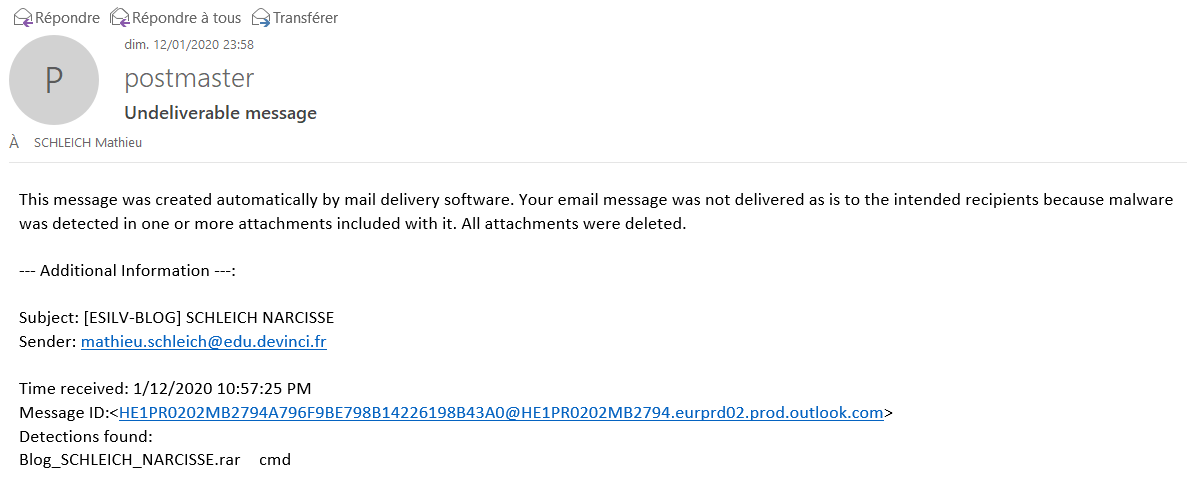 Répondre Répondre à tous Transférer
dim. 12/01/2020 23:58
P
postmaster
Undeliverable message
À SCHLEICH Mathieu
This message was created automatically by mail delivery software. Your email message was not delivered as is to the intended recipients because malware
was detected in one or more attachments included with it. All attachments were deleted.
--- Additional Information ---:
Subject: [ESILV-BLOG] SCHLEICH NARCISSE
Sender: mathieu.schleich@edu.devinci.fr
Time received: 1/12/2020 10:57:25 PM
Message ID:<HE1PR0202MB2794A796F9BE798B14226198B43A0@HE1PR0202MB2794.eurprd02.prod.outlook.com>
Detections found:
Blog_SCHLEICH_NARCISSE.rar cmd